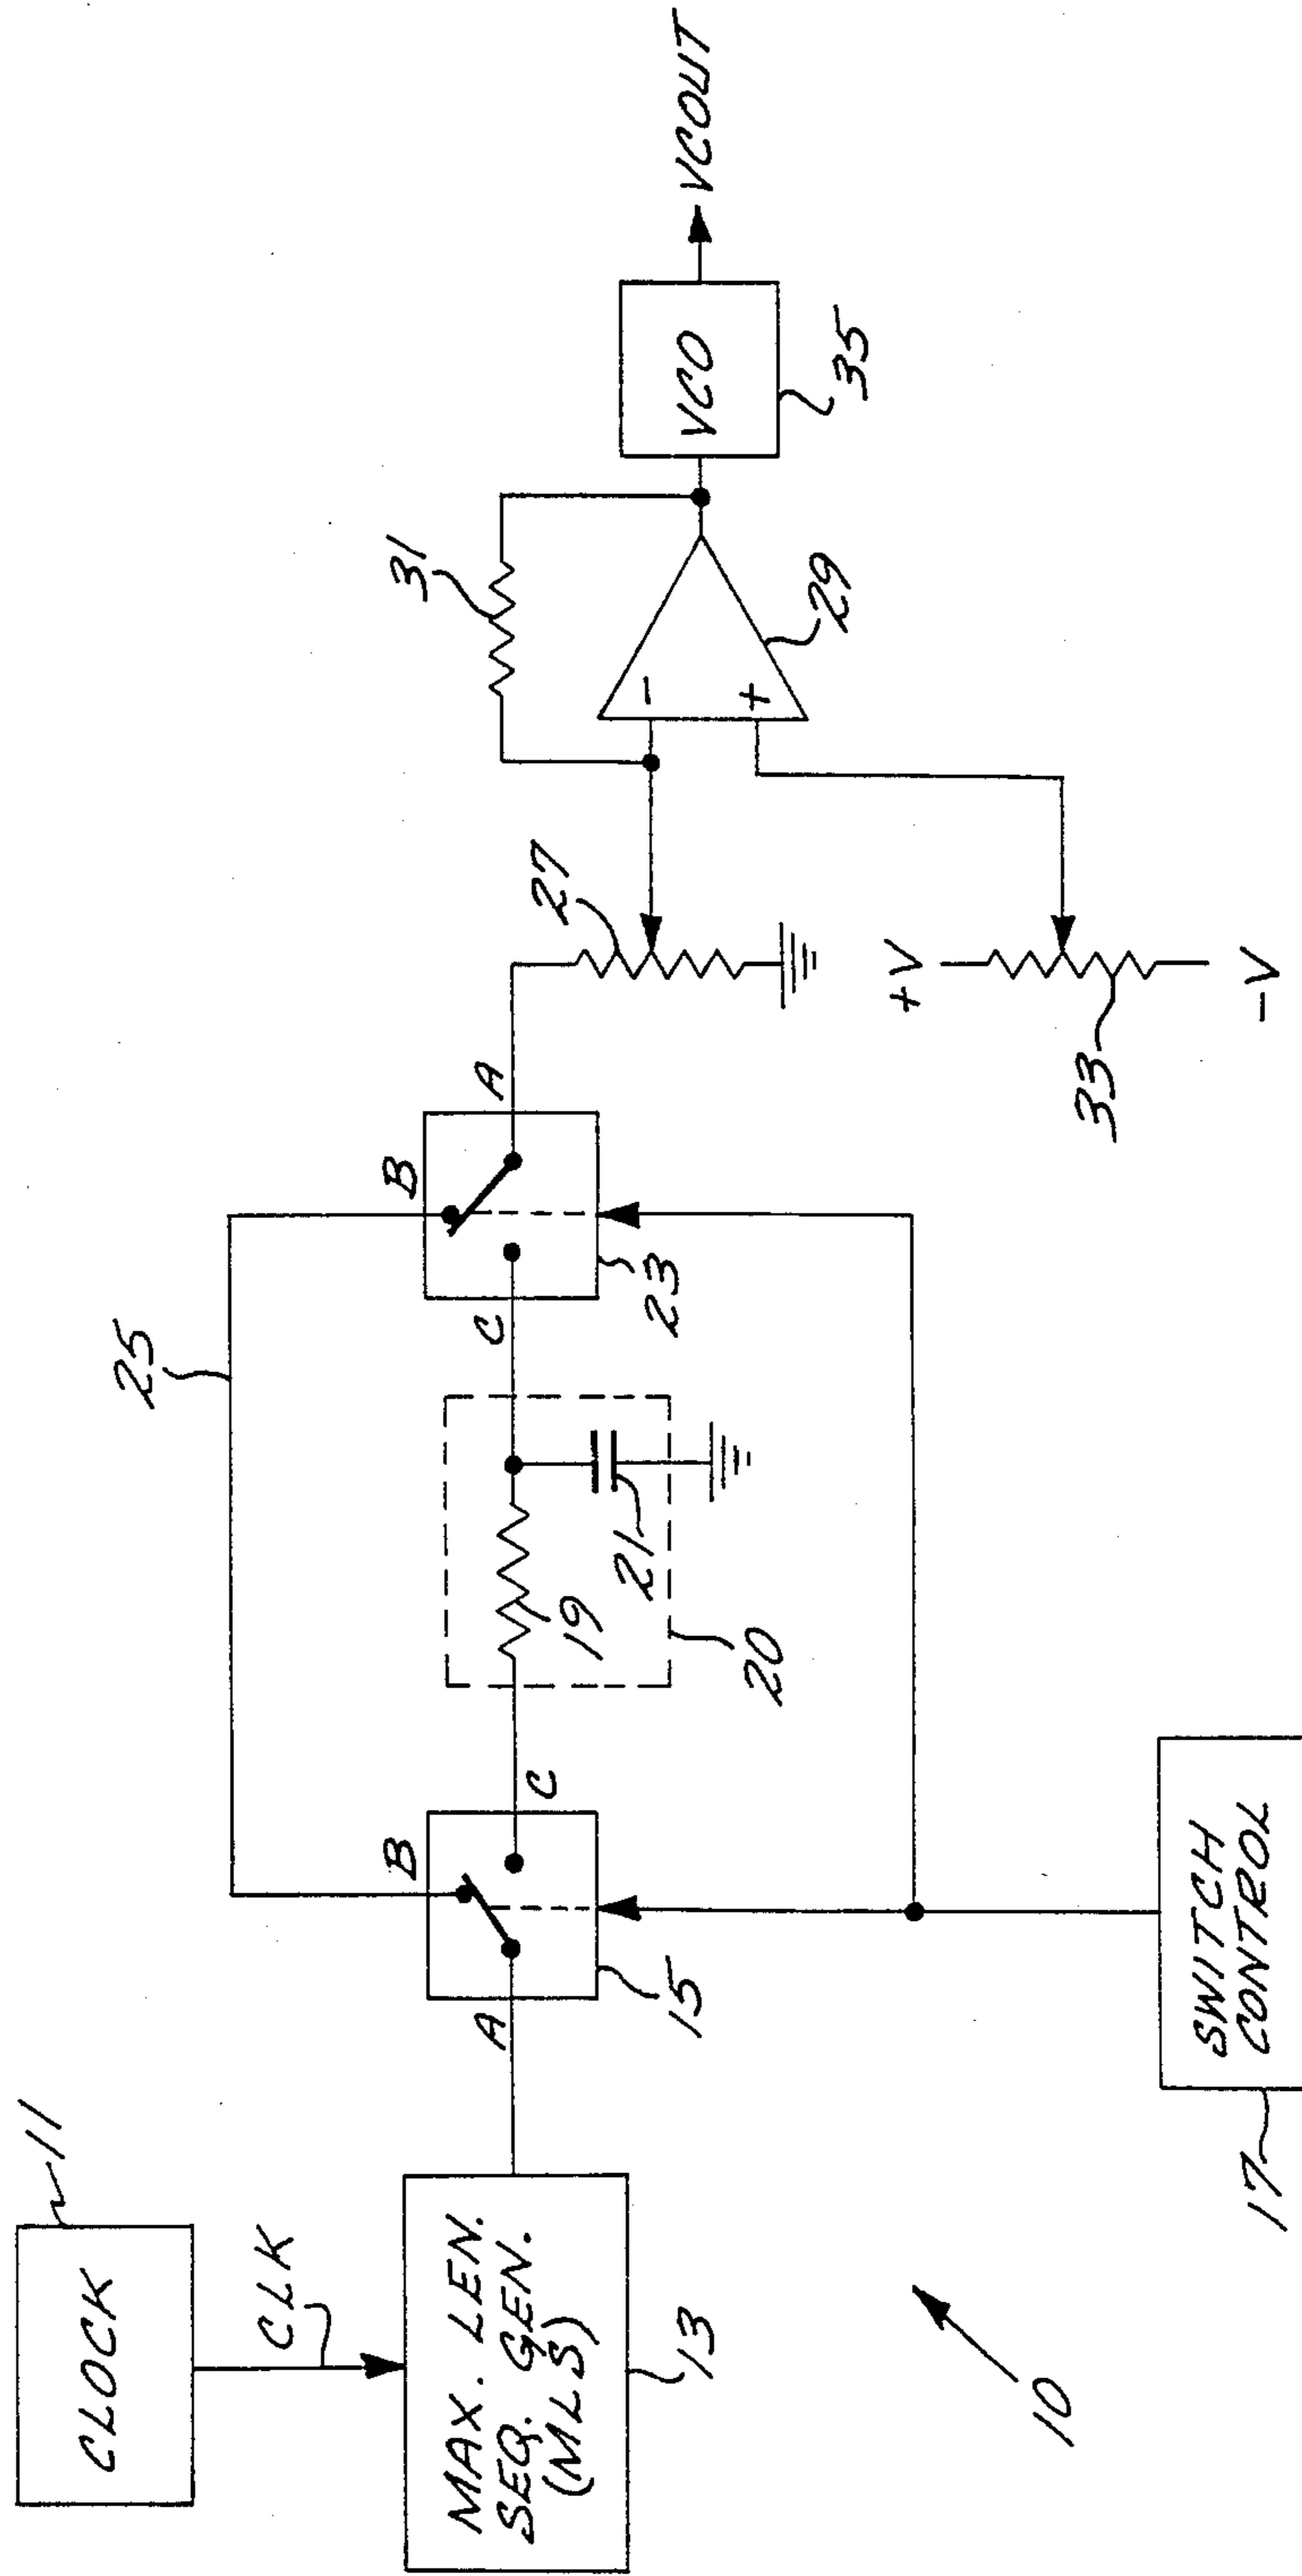 CLOCK
11
CLK
MAX. LEN.
SEQ. GEN.
(MLS)
13
10
A
B
C
15
25
19
21
20
C
B
A
23
SWITCH
CONTROL
17
27
+V
-V
33
31
-
+
29
VCO
35
VCOUT